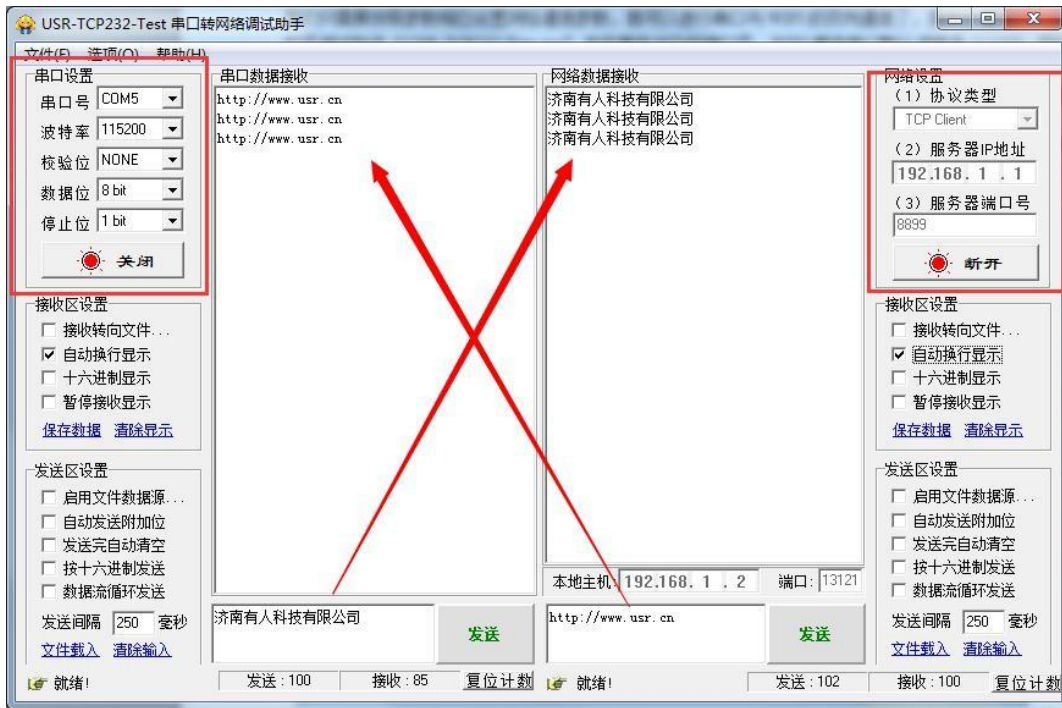 USR-TCP232-Test 串口转网络调试助手
文件(F) 选项(O) 帮助(H)
串口设置
串口号 COM5
波特率 115200
校验位 NONE
数据位 8 bit
停止位 1 bit
关闭
接收区设置
接收转向文件...
自动换行显示
十六进制显示
暂停接收显示
保存数据 清除显示
发送区设置
启用文件数据源...
自动发送附加位
发送完自动清空
按十六进制发送
数据流循环发送
发送间隔 250 毫秒
文件载入 清除输入
就绪!
串口数据接收
http://www.usr.cn
http://www.usr.cn
http://www.usr.cn
济南有人科技有限公司
发送
发送:100 接收:85 复位计数
网络数据接收
济南有人科技有限公司
济南有人科技有限公司
济南有人科技有限公司
本地主机: 192.168. 1 . 2 端口: 13121
http://www.usr.cn
发送
就绪!
发送:102 接收:100 复位计数
网络设置
(1) 协议类型
TCP Client
(2) 服务器IP地址
192.168. 1 . 1
(3) 服务器端口号
8899
断开
接收区设置
接收转向文件...
自动换行显示
十六进制显示
暂停接收显示
保存数据 清除显示
发送区设置
启用文件数据源...
自动发送附加位
发送完自动清空
按十六进制发送
数据流循环发送
发送间隔 250 毫秒
文件载入 清除输入